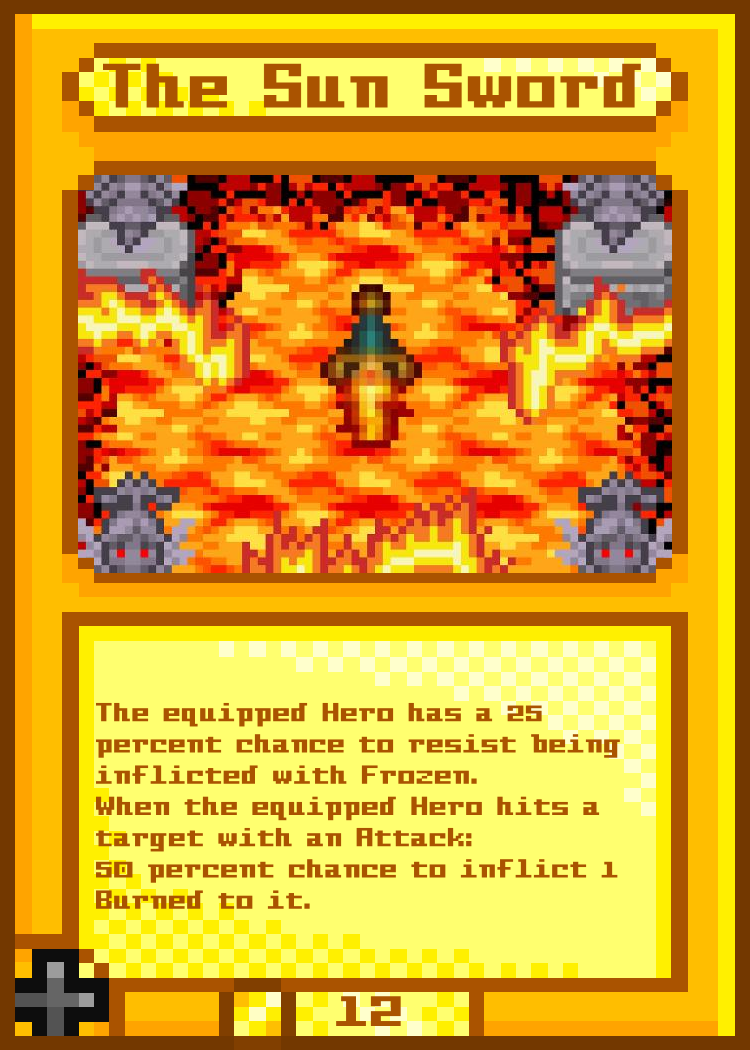 The Sun Sword
The equipped Hero has a 25
percent chance to resist being
inflicted with Frozen.
When the equipped Hero hits a
target with an Attack:
50 percent chance to inflict 1
Burned to it.
12